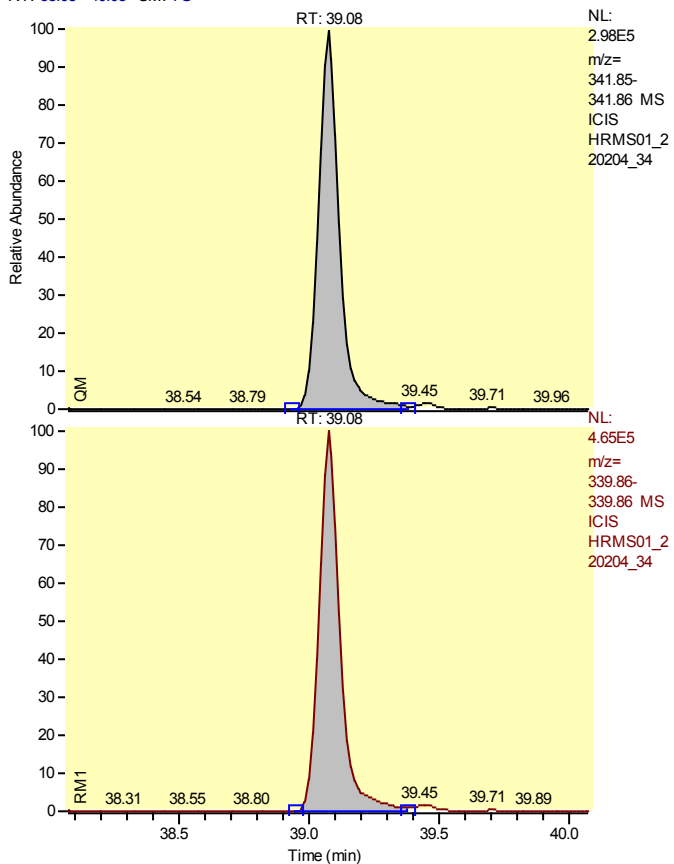 RT: 39.08
NL:
2.98E5
m/z=
341.85-
341.86 MS
ICIS
HRMS01_2
20204_34
100
90
80
70
60
50
40
30
20
10
0
Relative Abundance
QM
38.54 38.79 39.45 39.71 39.96
RT: 39.08
NL:
4.65E5
m/z=
339.86-
339.86 MS
ICIS
HRMS01_2
20204_34
100
90
80
70
60
50
40
30
20
10
0
RM1
38.31 38.55 38.80 39.45 39.71 39.89
38.5 39.0 39.5 40.0
Time (min)